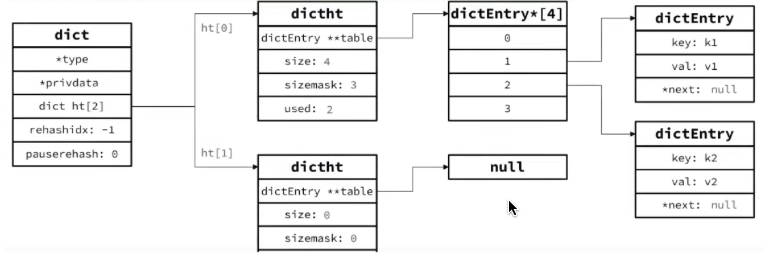 dict
*type
*privdata
dict ht[2]
rehashidx: -1
pauserehash: 0
ht[0]
ht[1]
dictht
dictEntry **table
size: 4
sizemask: 3
used: 2
dictht
dictEntry **table
size: 0
sizemask: 0
dictEntry*[4]
0
1
2
3
null
dictEntry
key: k1
val: v1
*next: null
dictEntry
key: k2
val: v2
*next: null